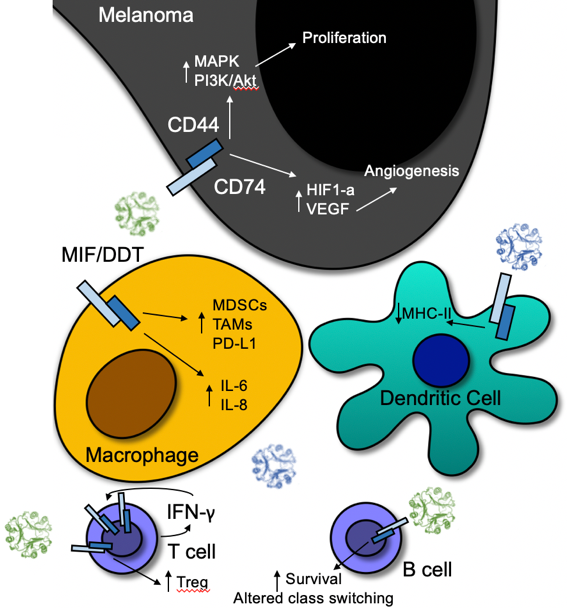 Melanoma
Proliferation
MAPK
PI3K/Akt
CD44
CD74
Angiogenesis
HIF1-a
VEGF
MIF/DDT
MDSCs
TAMs
PD-L1
IL-6
IL-8
Macrophage
MHC-II
Dendritic Cell
IFN-γ
T cell
Treg
B cell
Survival
Altered class switching